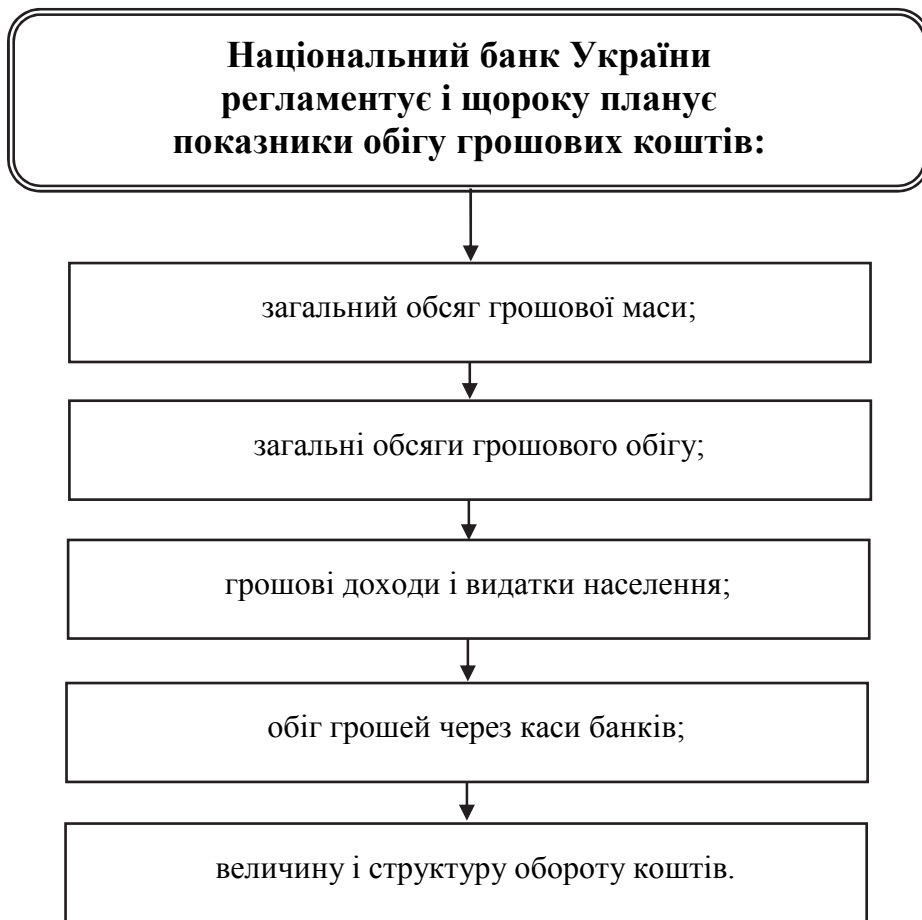 Національний банк України
регламентує і щороку планує
показники обігу грошових коштів:
загальний обсяг грошової маси;
загальні обсяги грошового обігу;
грошові доходи і видатки населення;
обіг грошей через каси банків;
величину і структуру обороту коштів.